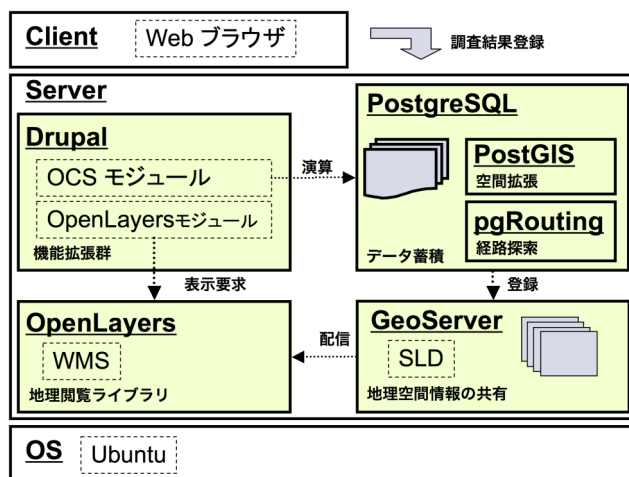 Client
Web ブラウザ
調査結果登録
Server
Drupal
OCS モジュール
OpenLayersモジュール
機能拡張群
演算
PostgreSQL
PostGIS
空間拡張
pgRouting
経路探索
データ蓄積
表示要求
登録
OpenLayers
WMS
地理閲覧ライブラリ
配信
GeoServer
SLD
地理空間情報の共有
OS
Ubuntu